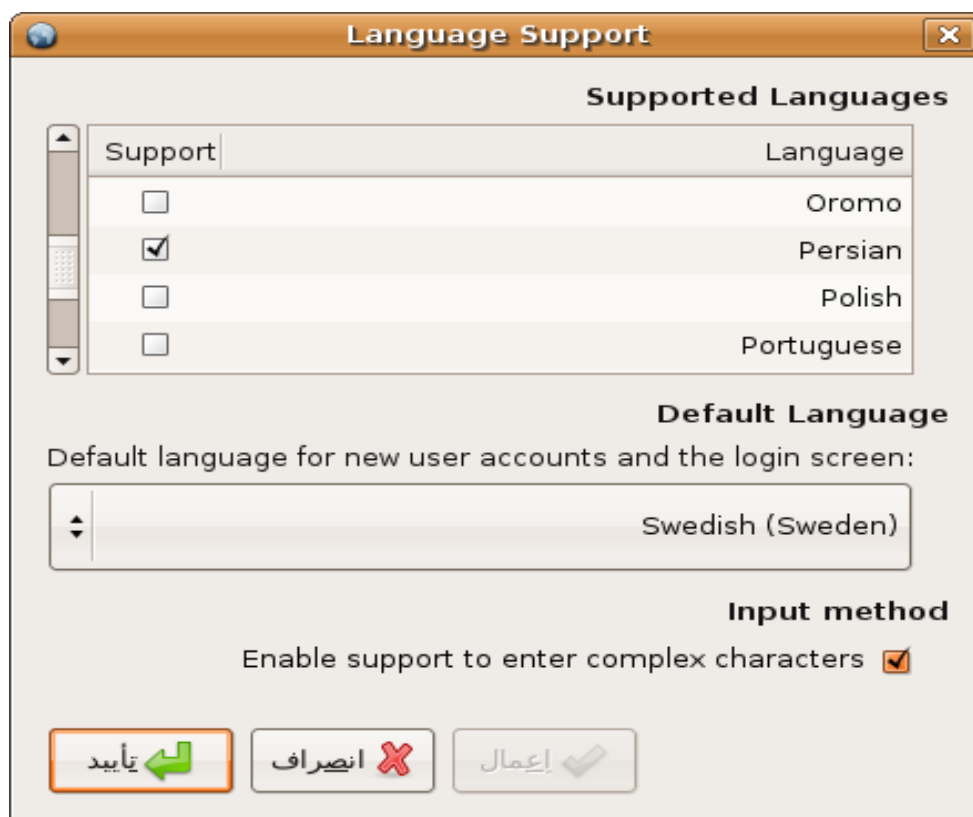 Language Support
Supported Languages
Support Language
Oromo
Persian
Polish
Portuguese
Default Language
Default language for new user accounts and the login screen:
Swedish (Sweden)
Input method
Enable support to enter complex characters
إعمال انصراف تأیید